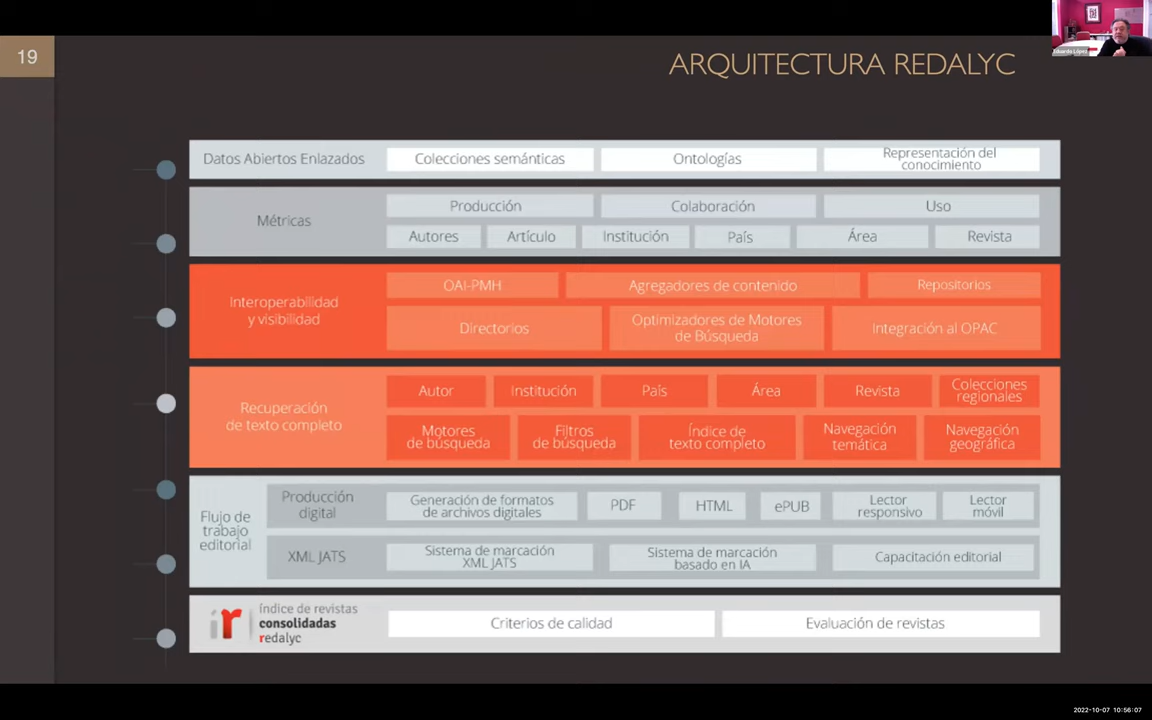 19
ARQUITECTURA REDALYC
Eduardo López
Datos Abiertos Enlazados
Colecciones semánticas
Ontologías
Representación del
conocimiento
Métricas
Producción
Colaboración
Uso
Autores
Artículo
Institución
País
Área
Revista
Interoperabilidad
y visibilidad
OAI-PMH
Agregadores de contenido
Repositorios
Directorios
Optimizadores de Motores
de Búsqueda
Integración al OPAC
Recuperación
de texto completo
Autor
Institución
País
Área
Revista
Colecciones
regionales
Motores
de búsqueda
Filtros
de búsqueda
Índice de
texto completo
Navegación
temática
Navegación
geográfica
Flujo de
trabajo
editorial
Producción
digital
Generación de formatos
de archivos digitales
PDF
HTML
ePUB
Lector
responsivo
Lector
móvil
XML JATS
Sistema de marcación
XML JATS
Sistema de marcación
basado en IA
Capacitación editorial
ir
índice de revistas
consolidadas
redalyc
Criterios de calidad
Evaluación de revistas
2022-10-07 10:56:07